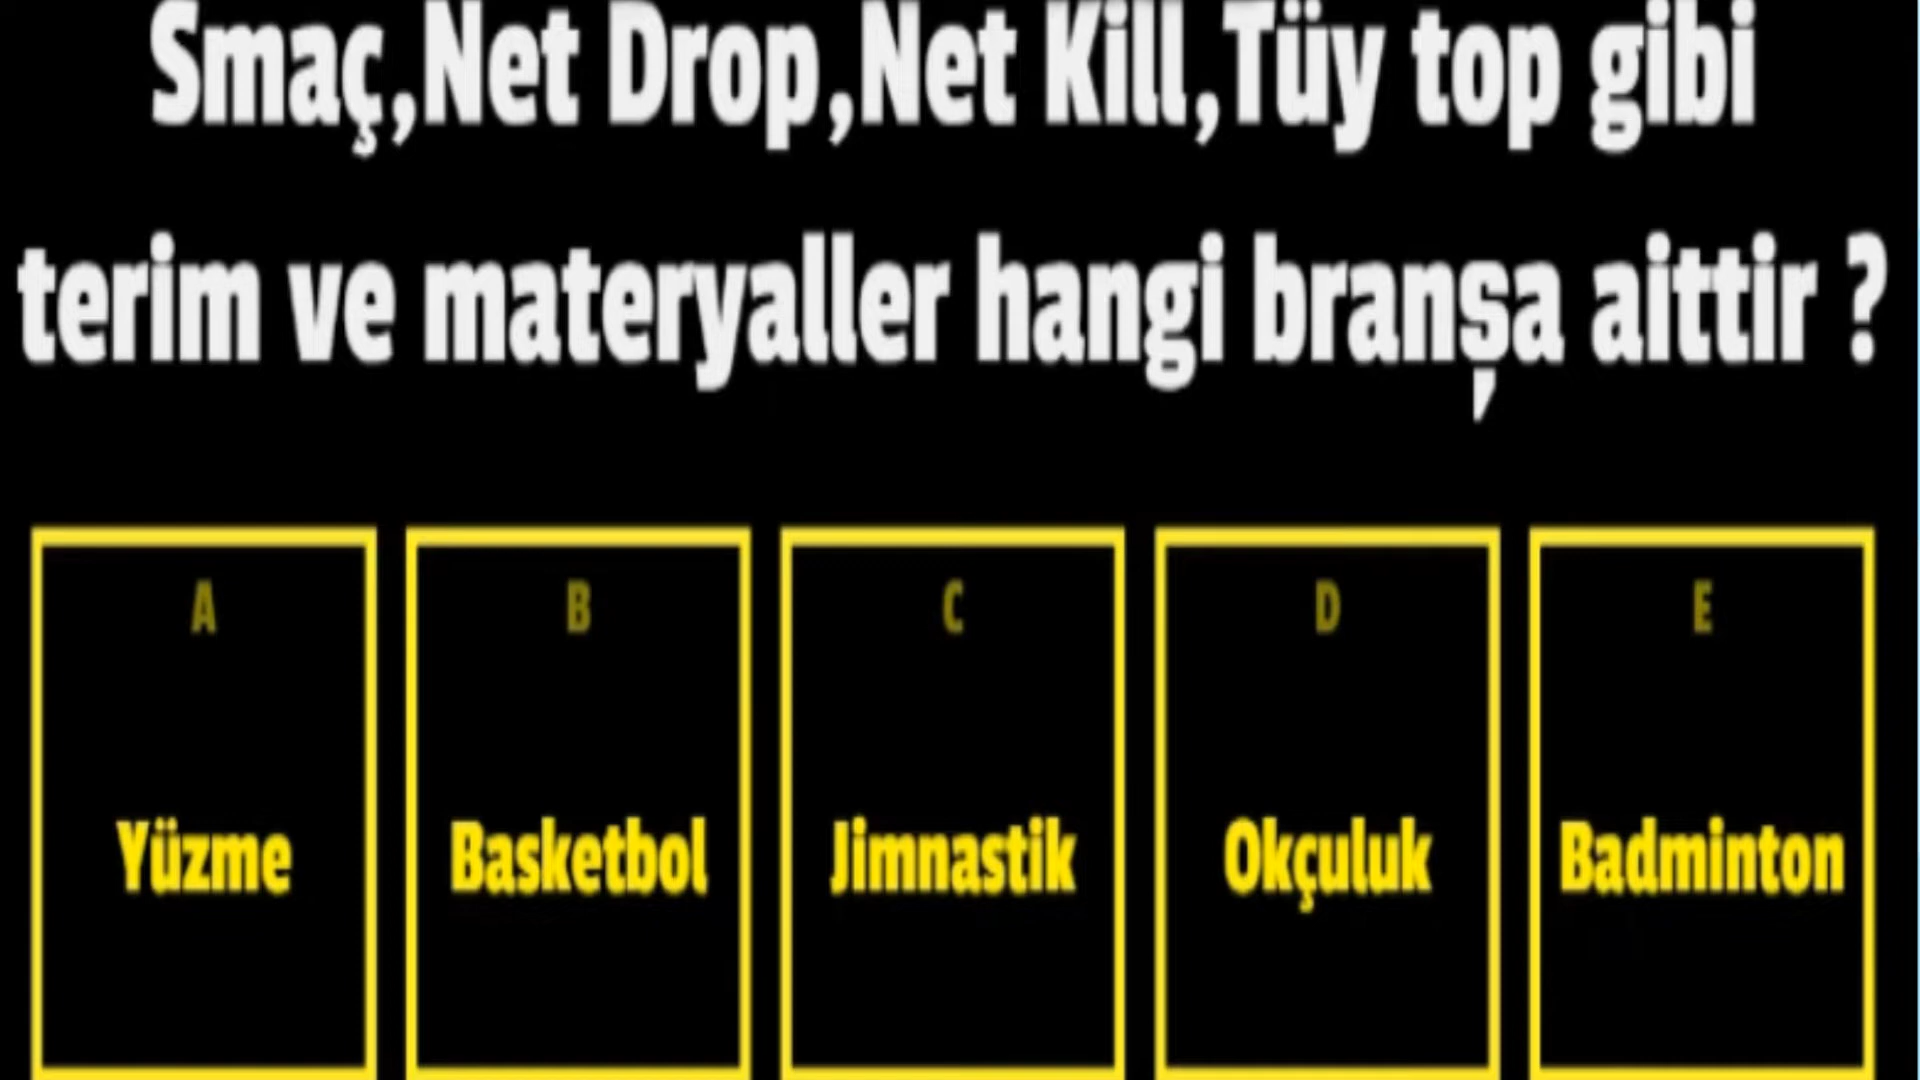 Smaç,Net Drop,Net Kill,Tüy top gibi
terim ve materyaller hangi branşa aittir ?
A
B
C
D
E
Yüzme
Basketbol
Jimnastik
Okçuluk
Badminton